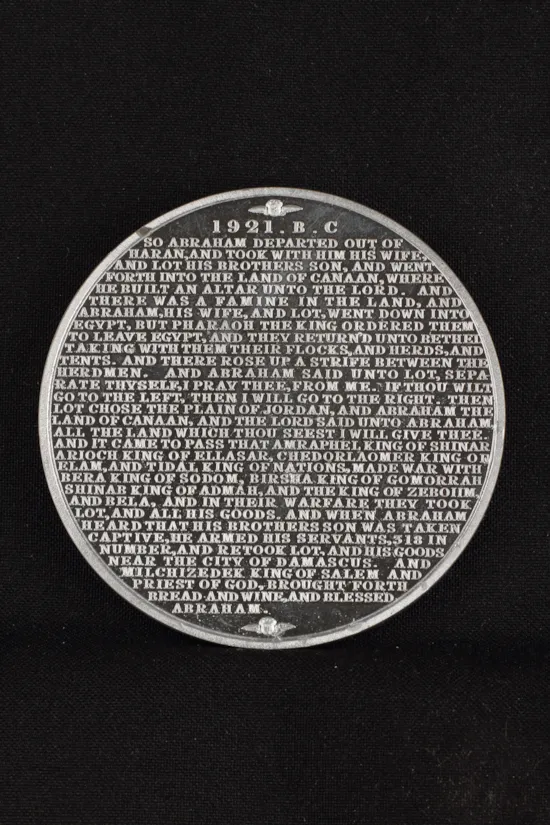 1921. B. C
SO ABRAHAM DEPARTED OUT OF
HARAN, AND TOOK WITH HIM HIS WIFE,
AND LOT HIS BROTHERS SON, AND WENT
FORTH INTO THE LAND OF CANAAN, WHERE
HE BUILT AN ALTAR UNTO THE LORD. AND
THERE WAS A FAMINE IN THE LAND, AND
ABRAHAM, HIS WIFE, AND LOT, WENT DOWN INTO
EGYPT, BUT PHARAOH THE KING ORDERED THEM
TO LEAVE EGYPT, AND THEY RETURN'D UNTO BETHEL
TAKING WITH THEM THEIR FLOCKS, AND HERDS, AND
TENTS. AND THERE ROSE UP A STRIFE BETWEEN THE
HERDMEN. AND ABRAHAM SAID UNTO LOT, SEPA
RATE THYSELF, I PRAY THEE, FROM ME. IF THOU WILT
GO TO THE LEFT, THEN I WILL GO TO THE RIGHT. THEN
LOT CHOSE THE PLAIN OF JORDAN, AND ABRAHAM THE
LAND OF CANAAN, AND THE LORD SAID UNTO ABRAHAM
ALL THE LAND WHICH THOU SEEST I WILL GIVE THEE.
AND IT CAME TO PASS THAT AMRAPHEL KING OF SHINAR
ARIOCH KING OF ELLASAR, CHEDORLAOMER KING OF
ELAM, AND TIDAL KING OF NATIONS, MADE WAR WITH
BERA KING OF SODOM, BIRSHA KING OF GOMORRAH
SHINAB KING OF ADMAH, AND THE KING OF ZEBOIIM,
AND BELA, AND IN THEIR WARFARE THEY TOOK
LOT, AND ALL HIS GOODS. AND WHEN ABRAHAM
HEARD THAT HIS BROTHERS SON WAS TAKEN
CAPTIVE, HE ARMED HIS SERVANTS, 318 IN
NUMBER, AND RETOOK LOT, AND HIS GOODS
NEAR THE CITY OF DAMASCUS. AND
MILCHIZEDEK KING OF SALEM AND
PRIEST OF GOD, BROUGHT FORTH
BREAD AND WINE, AND BLESSED
ABRAHAM.